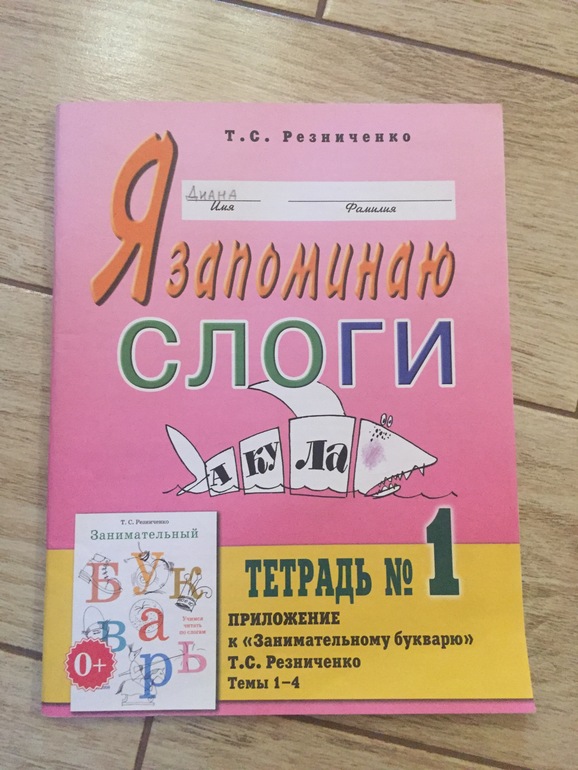 Т.С. Резниченко
ДИАНА
Имя Фамилия
Я запоминаю
СЛОГИ
А КУ ЛА
Т. С. Резниченко
Занимательный
БУКВАРЬ
Учимся
читать
по слогам
0+
ТЕТРАДЬ № 1
ПРИЛОЖЕНИЕ
к «Занимательному букварю»
Т.С. Резниченко
Темы 1–4